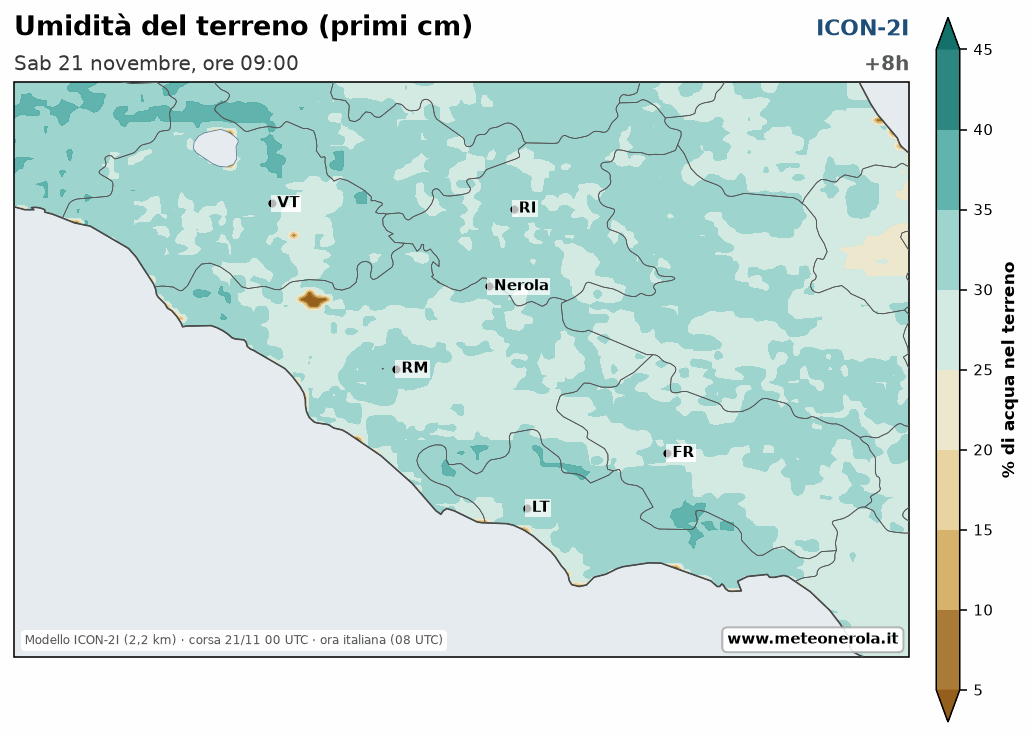 Umidità del terreno (primi cm)
ICON-2I
Sab 21 novembre, ore 09:00
+8h
45
40
35
30
25
20
15
10
5
% di acqua nel terreno
VT
RI
Nerola
RM
FR
LT
Modello ICON-2I (2,2 km) · corsa 21/11 00 UTC · ora italiana (08 UTC)
www.meteonerola.it